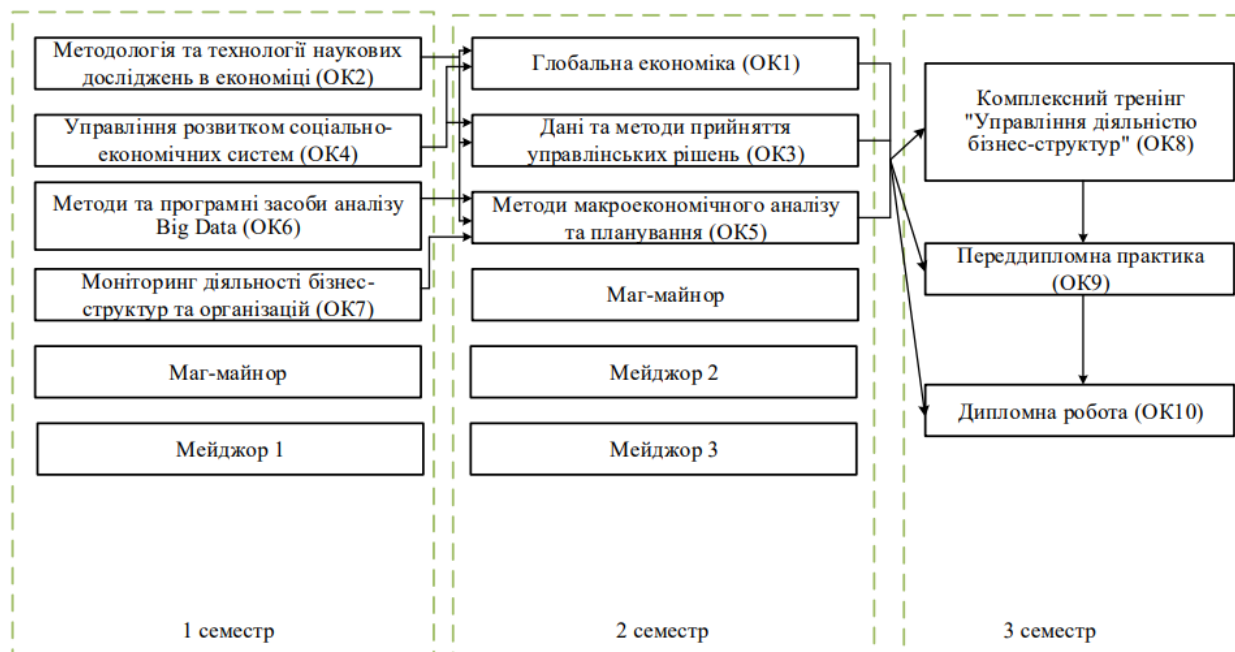 Методологія та технології наукових
досліджень в економіці (ОК2)
Управління розвитком соціально-
економічних систем (ОК4)
Методи та програмні засоби аналізу
Big Data (ОК6)
Моніторинг діяльності бізнес-
структур та організацій (ОК7)
Маг-майнор
Мейджор 1
1 семестр
Глобальна економіка (ОК1)
Дані та методи прийняття
управлінських рішень (ОК3)
Методи макроекономічного аналізу
та планування (ОК5)
Маг-майнор
Мейджор 2
Мейджор 3
2 семестр
Комплексний тренінг
"Управління діяльністю
бізнес-структур" (ОК8)
Переддипломна практика
(ОК9)
Дипломна робота (ОК10)
3 семестр